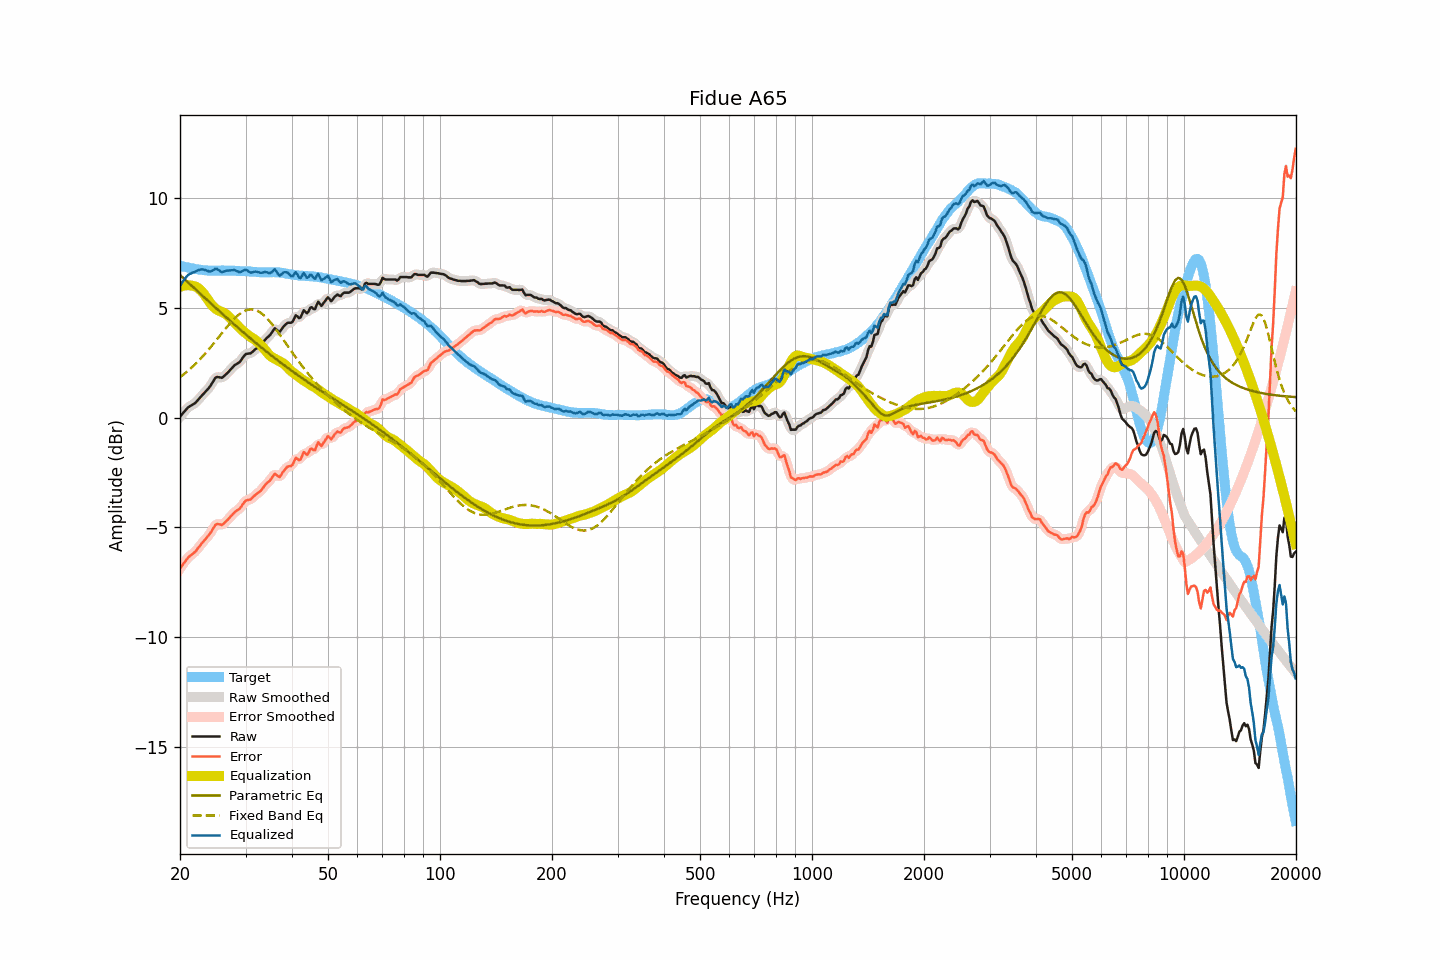 Fidue A65
10
5
0
−5
−10
−15
Amplitude (dBr)
Target
Raw Smoothed
Error Smoothed
Raw
Error
Equalization
Parametric Eq
Fixed Band Eq
Equalized
20 50 100 200 500 1000 2000 5000 10000 20000
Frequency (Hz)